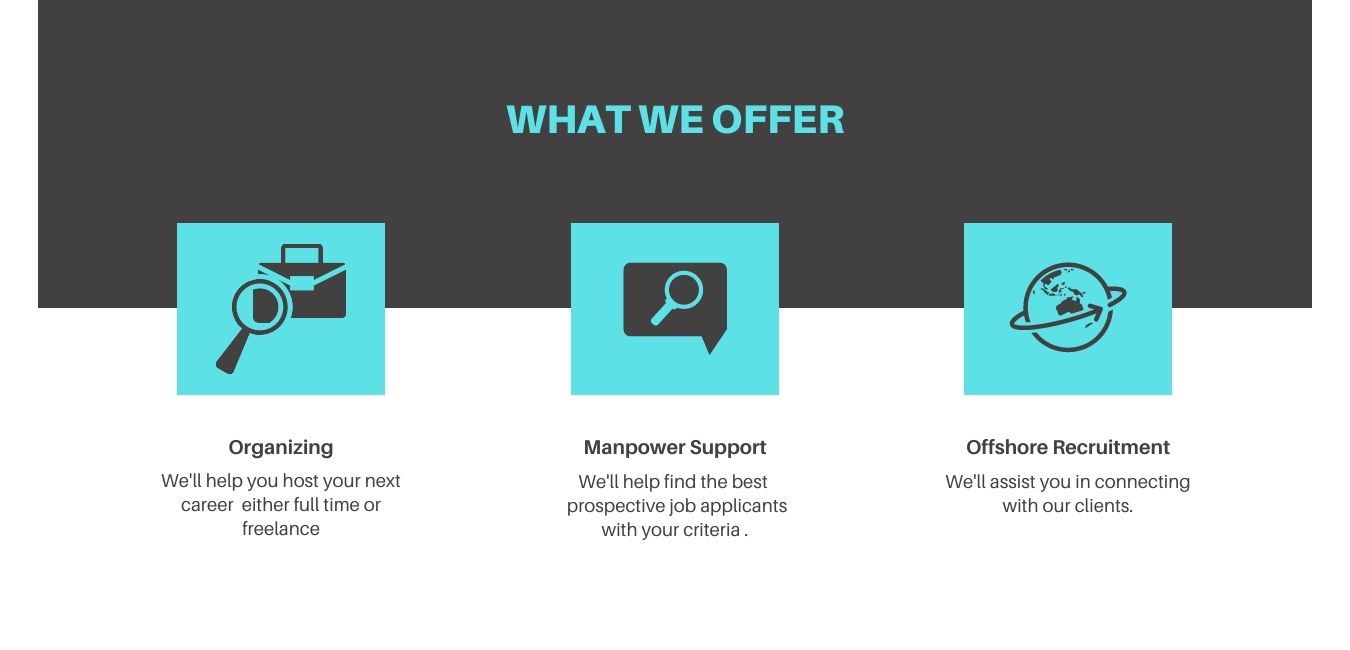 WHAT WE OFFER
Organizing
We'll help you host your next
career  either full time or
freelance
Manpower Support
We'll help find the best
prospective job applicants
with your criteria .
Offshore Recruitment
We'll assist you in connecting
with our clients.